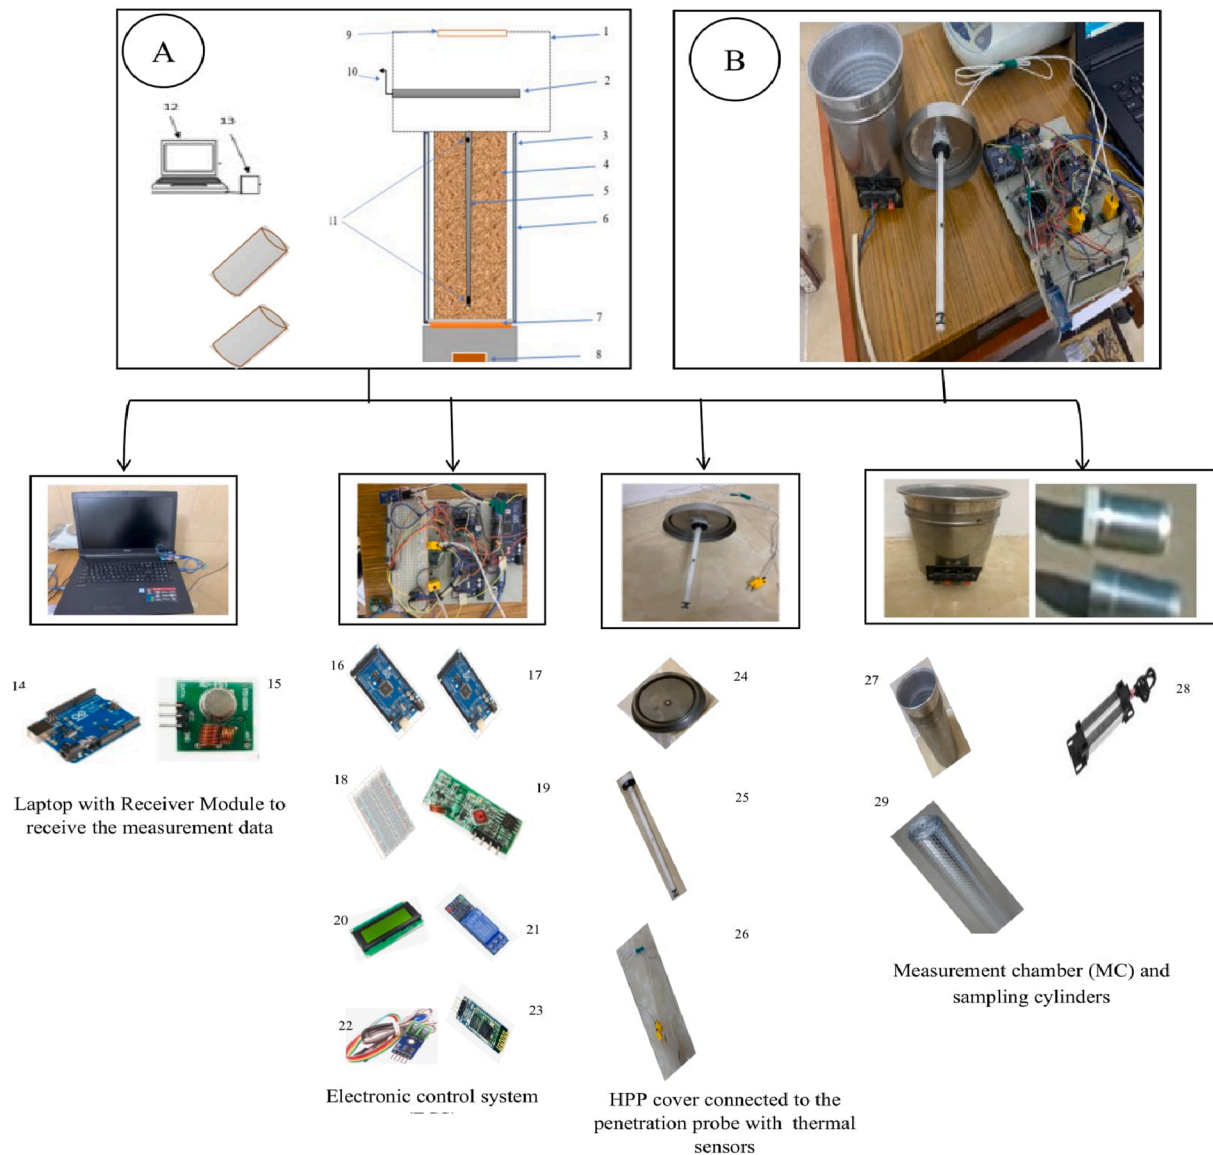 A
B
9
1
10
2
12
13
3
4
5
11
6
7
8
14
15
Laptop with Receiver Module to
receive the measurement data
16
17
18
19
20
21
22
23
Electronic control system
24
25
26
HPP cover connected to the
penetration probe with thermal
sensors
27
28
29
Measurement chamber (MC) and
sampling cylinders